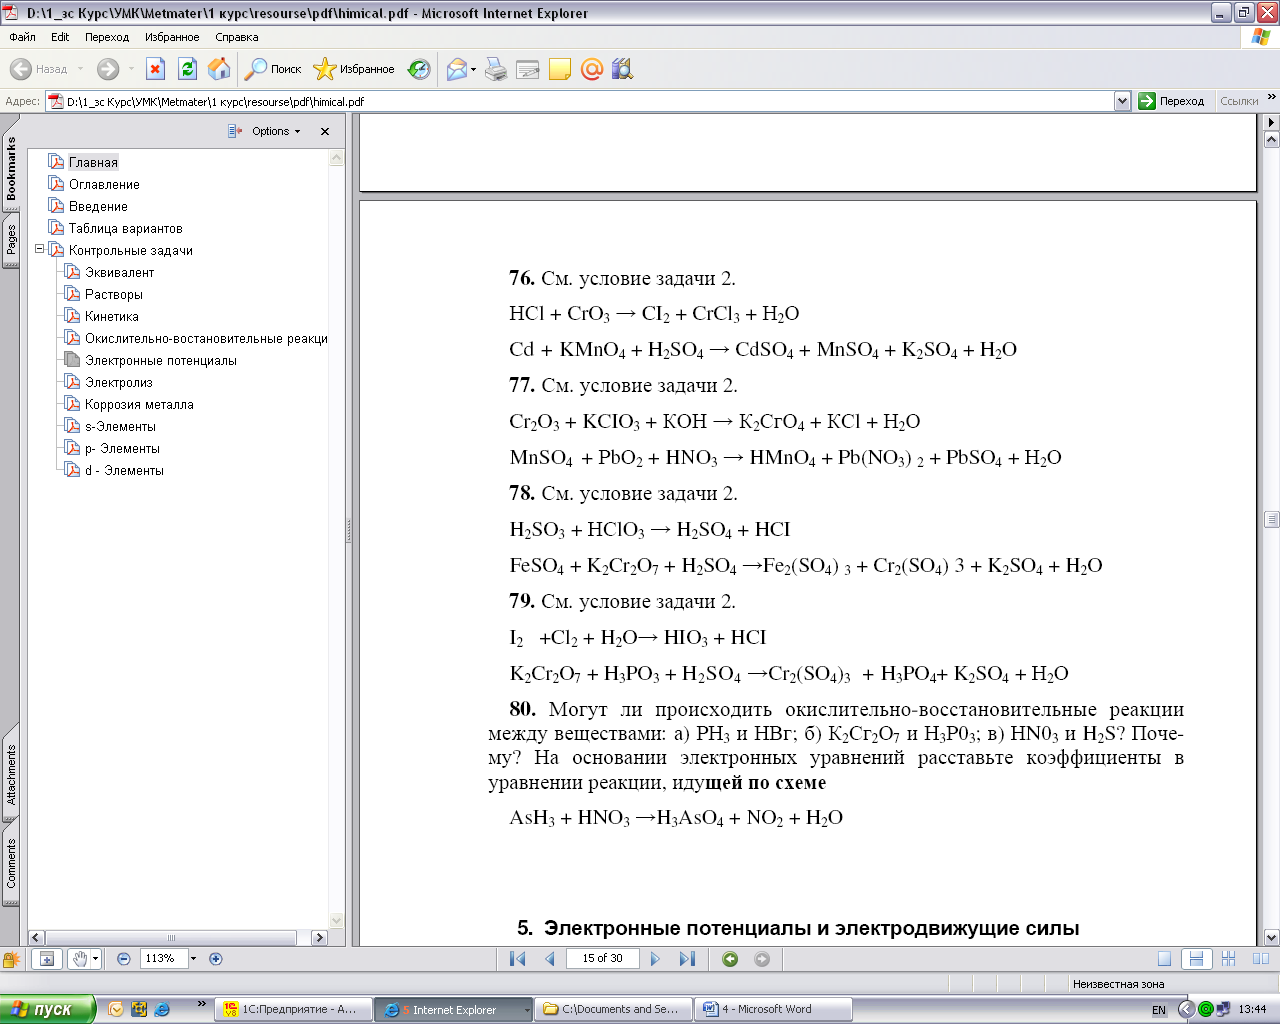 D:\1_зс Курс\УМК\Metmater\1 курс\resourse\pdf\himical.pdf - Microsoft Internet Explorer
Файл Edit Переход Избранное Справка
Назад Поиск Избранное
Адрес: D:\1_зс Курс\УМК\Metmater\1 курс\resourse\pdf\himical.pdf Переход Ссылки »
Bookmarks
Pages
Attachments
Comments
Options
Главная
Оглавление
Введение
Таблица вариантов
Контрольные задачи
Эквивалент
Растворы
Кинетика
Окислительно-востановительные реакци
Электронные потенциалы
Электролиз
Коррозия металла
s-Элементы
p- Элементы
d - Элементы
76. См. условие задачи 2.
HCl + CrO₃ → CI₂ + CrCl₃ + H₂O
Cd + KMnO₄ + H₂SO₄ → CdSO₄ + MnSO₄ + K₂SO₄ + H₂O
77. См. условие задачи 2.
Cr₂O₃ + KCIO₃ + KOH → K₂CrO₄ + KCl + H₂O
MnSO₄ + PbO₂ + HNO₃ → HMnO₄ + Pb(NO₃) ₂ + PbSO₄ + H₂O
78. См. условие задачи 2.
H₂SO₃ + HClO₃ → H₂SO₄ + HCI
FeSO₄ + K₂Cr₂O₇ + H₂SO₄ →Fe₂(SO₄) ₃ + Cr₂(SO₄) 3 + K₂SO₄ + H₂O
79. См. условие задачи 2.
I₂ +Cl₂ + H₂O→ HIO₃ + HCI
K₂Cr₂O₇ + H₃PO₃ + H₂SO₄ →Cr₂(SO₄)₃ + H₃PO₄+ K₂SO₄ + H₂O
80. Могут ли происходить окислительно-восстановительные реакции
между веществами: а) PH₃ и HBг; б) K₂Cг₂O₇ и H₃P0₃; в) HN0₃ и H₂S? Поче-
му? На основании электронных уравнений расставьте коэффициенты в
уравнении реакции, идущей по схеме
AsH₃ + HNO₃ →H₃AsO₄ + NO₂ + H₂O
5. Электронные потенциалы и электродвижущие силы
113% 15 of 30
Неизвестная зона
пуск » 1С:Предприятие - А... 5 Internet Explorer C:\Documents and Se... 4 - Microsoft Word EN 13:44